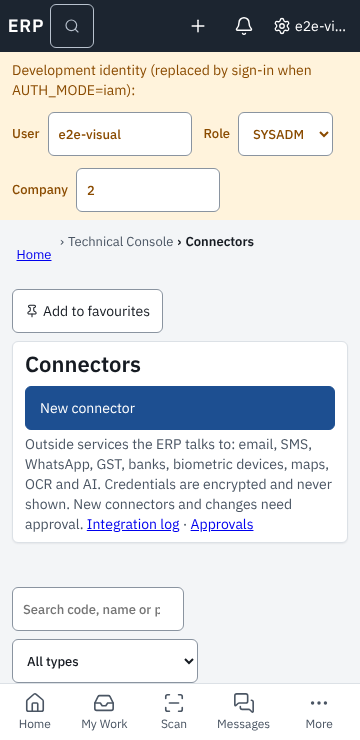 ERP
e2e-vi...
Development identity (replaced by sign-in when
AUTH_MODE=iam):
User e2e-visual Role SYSADM
Company 2
Home › Technical Console › Connectors
Add to favourites
Connectors
New connector
Outside services the ERP talks to: email, SMS,
WhatsApp, GST, banks, biometric devices, maps,
OCR and AI. Credentials are encrypted and never
shown. New connectors and changes need
approval. Integration log · Approvals
Search code, name or p
All types
Home My Work Scan Messages More